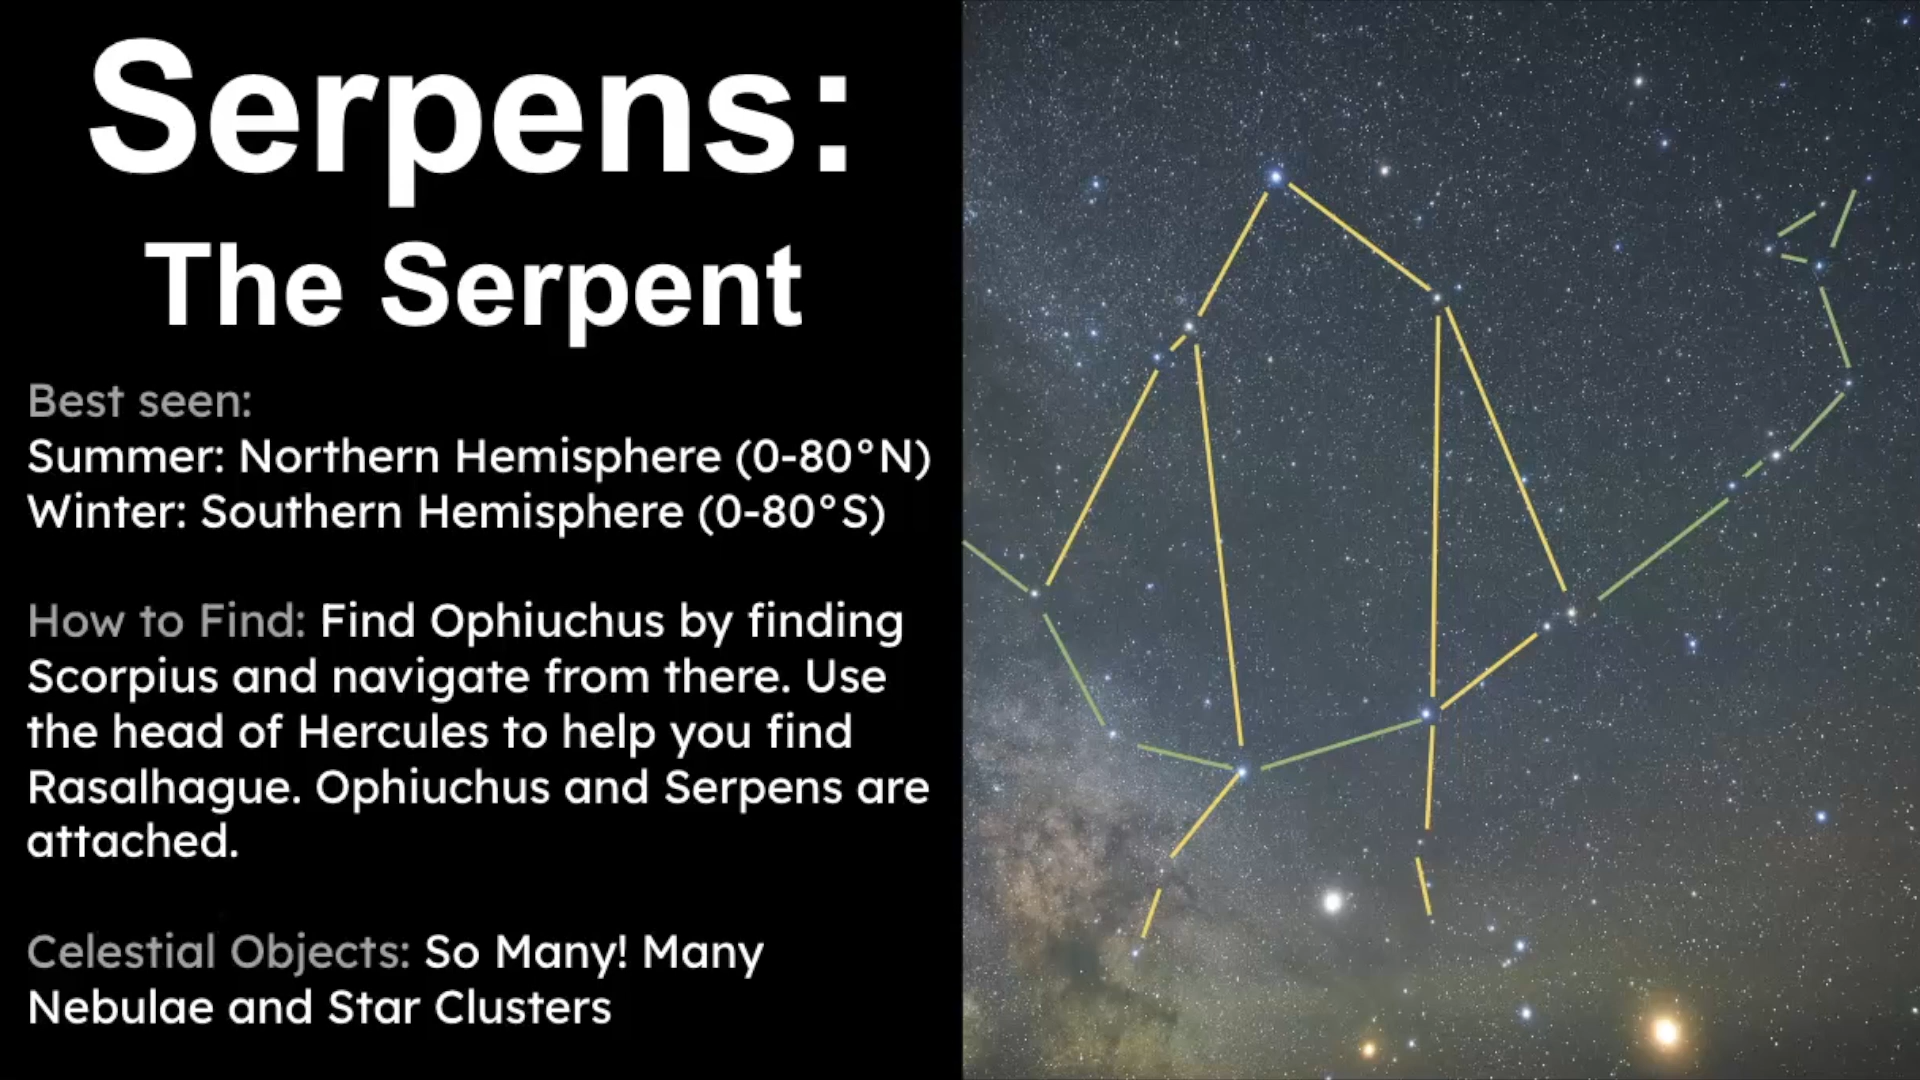 Serpens:
The Serpent
Best seen:
Summer: Northern Hemisphere (0-80°N)
Winter: Southern Hemisphere (0-80°S)
How to Find: Find Ophiuchus by finding
Scorpius and navigate from there. Use
the head of Hercules to help you find
Rasalhague. Ophiuchus and Serpens are
attached.
Celestial Objects: So Many! Many
Nebulae and Star Clusters